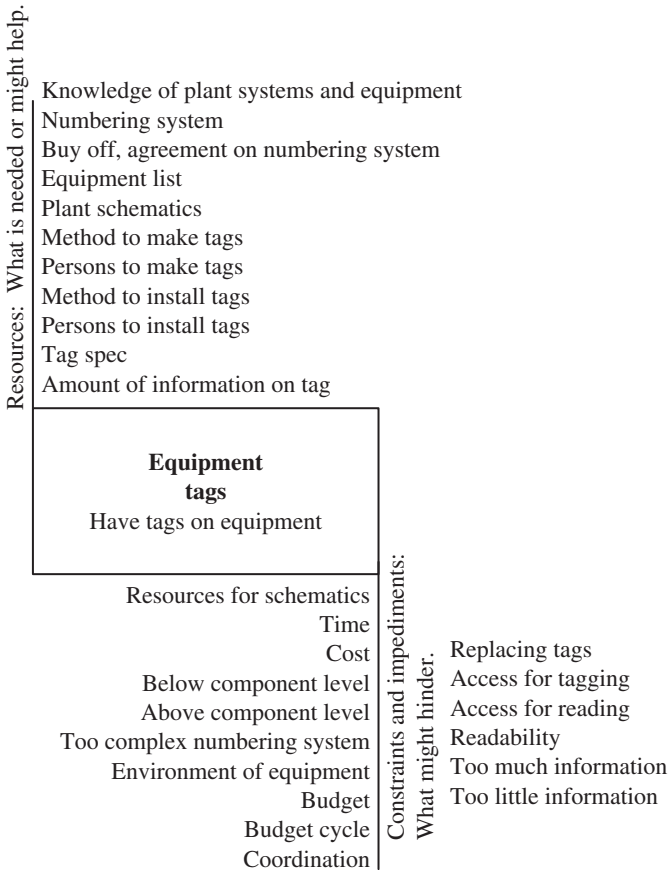 Resources: What is needed or might help.
Knowledge of plant systems and equipment
Numbering system
Buy off, agreement on numbering system
Equipment list
Plant schematics
Method to make tags
Persons to make tags
Method to install tags
Persons to install tags
Tag spec
Amount of information on tag
Equipment
tags
Have tags on equipment
Resources for schematics
Time
Cost
Below component level
Above component level
Too complex numbering system
Environment of equipment
Budget
Budget cycle
Coordination
Constraints and impediments:
What might hinder.
Replacing tags
Access for tagging
Access for reading
Readability
Too much information
Too little information